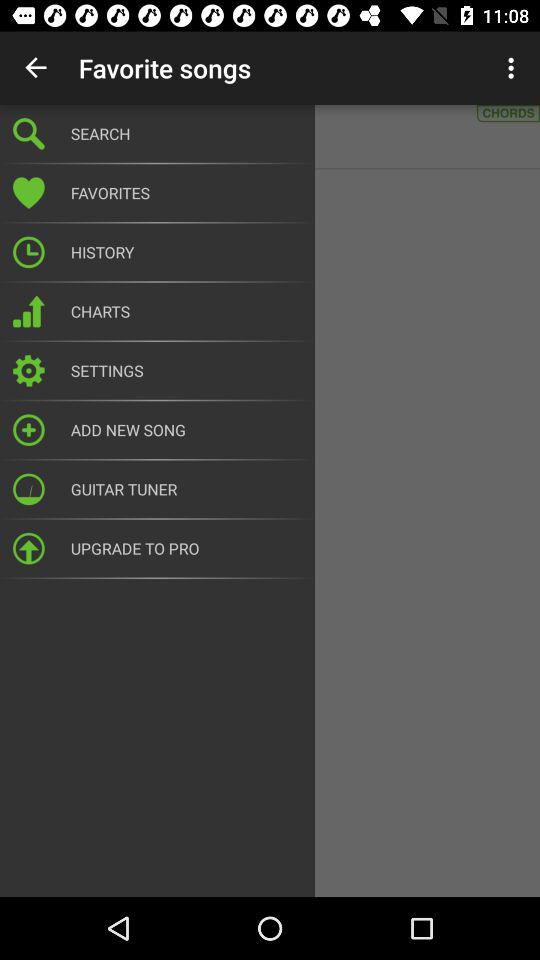 11:08
Favorite songs
CHORDS
SEARCH
FAVORITES
HISTORY
CHARTS
SETTINGS
ADD NEW SONG
GUITAR TUNER
UPGRADE TO PRO